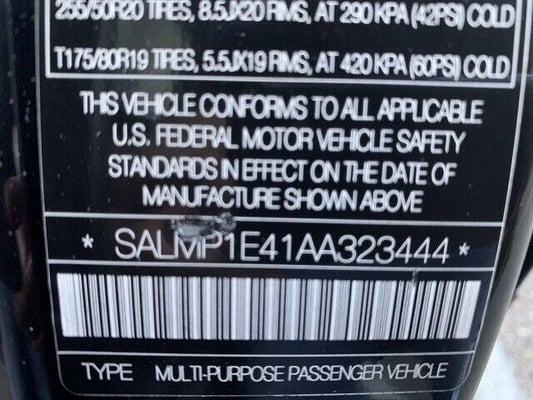 255/50R20 TIRES, 8.5JX20 RIMS, AT 290 KPA (42PSI) COLD
T175/80R19 TIRES, 5.5JX19 RIMS, AT 420 KPA (60PSI) COLD
THIS VEHICLE CONFORMS TO ALL APPLICABLE
U.S. FEDERAL MOTOR VEHICLE SAFETY
STANDARDS IN EFFECT ON THE DATE OF
MANUFACTURE SHOWN ABOVE
* SALMP1E41AA323444 *
TYPE MULTI-PURPOSE PASSENGER VEHICLE